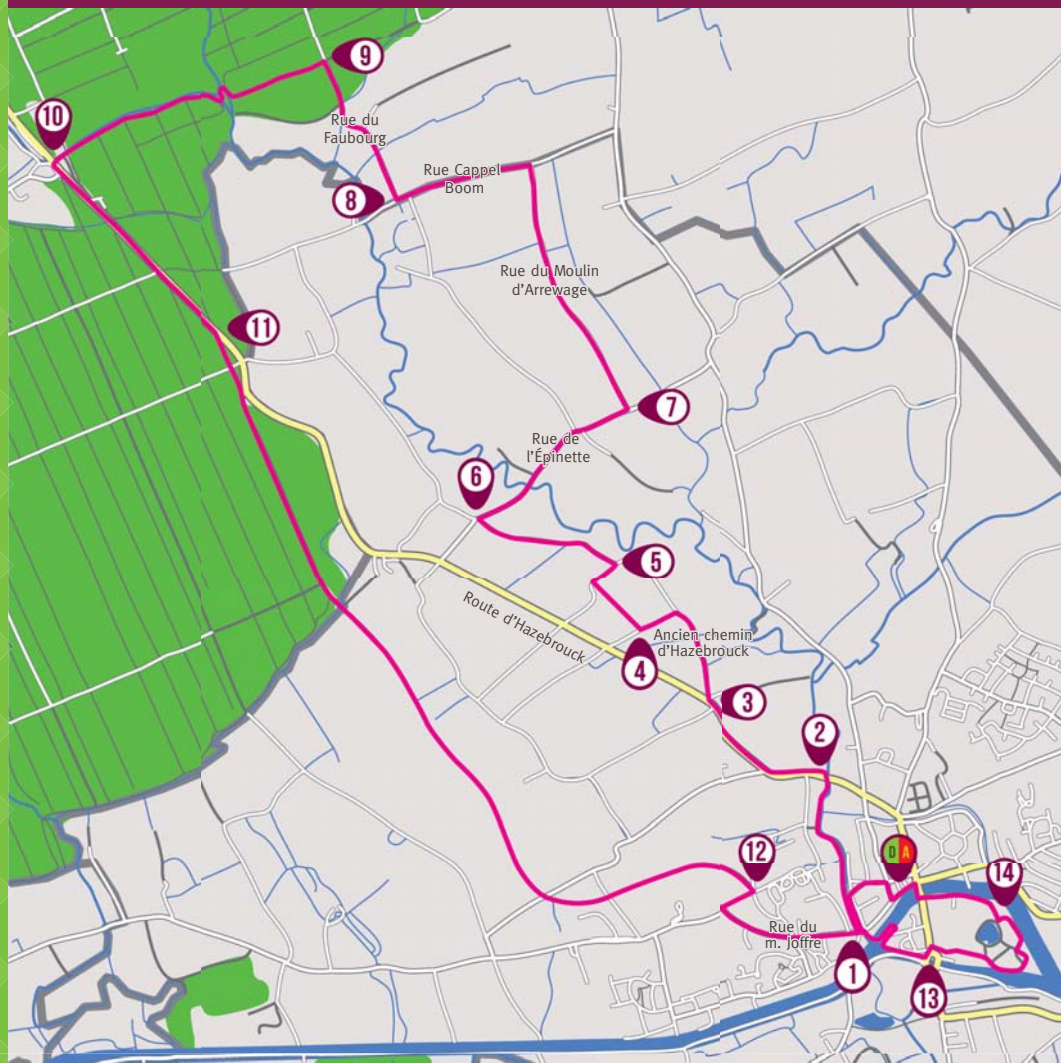 9
10
Rue du
Faubourg
Rue Cappel
Boom
8
Rue du Moulin
d'Arrewage
11
7
Rue de
l'Épinette
6
5
Route d'Hazebrouck
Ancien chemin
d'Hazebrouck
4
3
2
D A
12
14
Rue du
m. Joffre
1
13